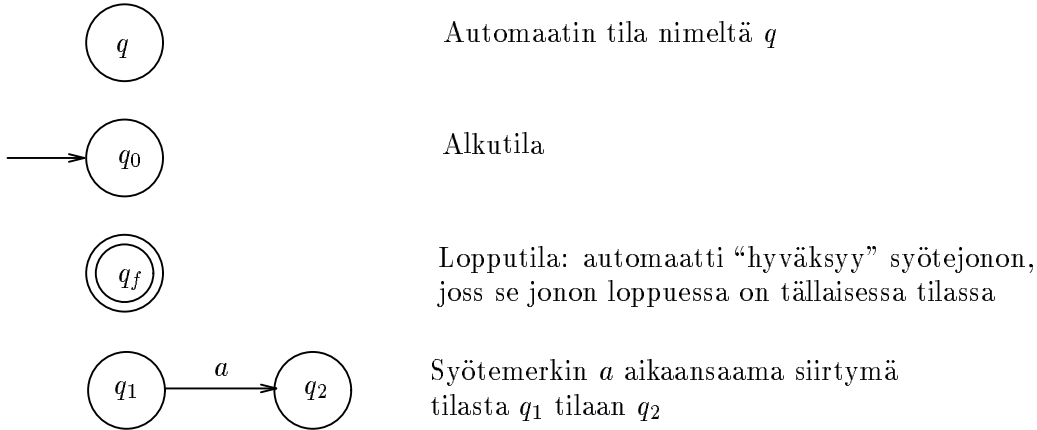 q Automaatin tila nimeltä q
q₀ Alkutila
q_f Lopputila: automaatti “hyväksyy” syötejonon,
joss se jonon loppuessa on tällaisessa tilassa
q₁ a q₂ Syötemerkin a aikaansaama siirtymä
tilasta q₁ tilaan q₂